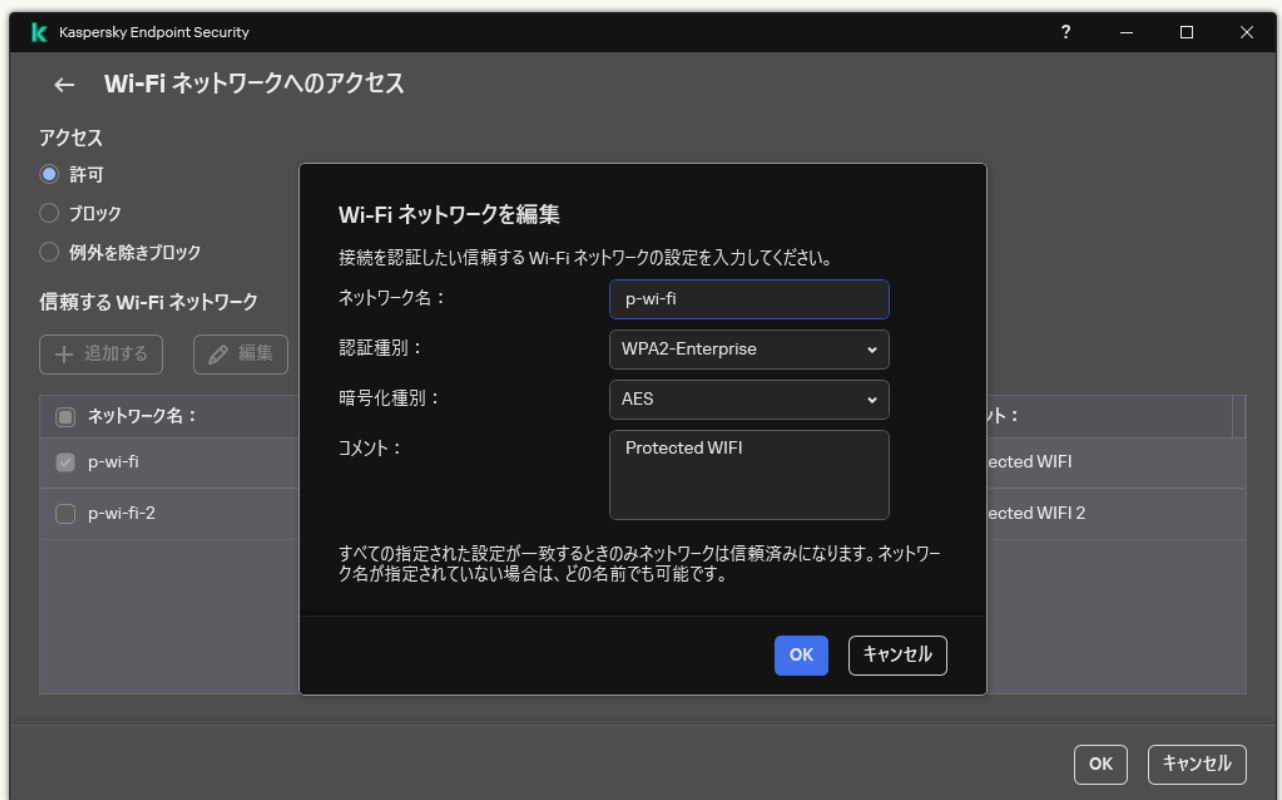 Kaspersky Endpoint Security
?
Wi-Fi ネットワークへのアクセス
アクセス
許可
ブロック
例外を除きブロック
信頼する Wi-Fi ネットワーク
追加する
編集
ネットワーク名：
ット：
p-wi-fi
ected WIFI
p-wi-fi-2
ected WIFI 2
Wi-Fi ネットワークを編集
接続を認証したい信頼する Wi-Fi ネットワークの設定を入力してください。
ネットワーク名：
p-wi-fi
認証種別：
WPA2-Enterprise
暗号化種別：
AES
コメント：
Protected WIFI
すべての指定された設定が一致するときのみネットワークは信頼済みになります。ネットワー
ク名が指定されていない場合は、どの名前でも可能です。
OK
キャンセル
OK
キャンセル